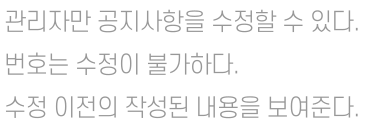 관리자만 공지사항을 수정할 수 있다.
번호는 수정이 불가하다.
수정 이전의 작성된 내용을 보여준다.